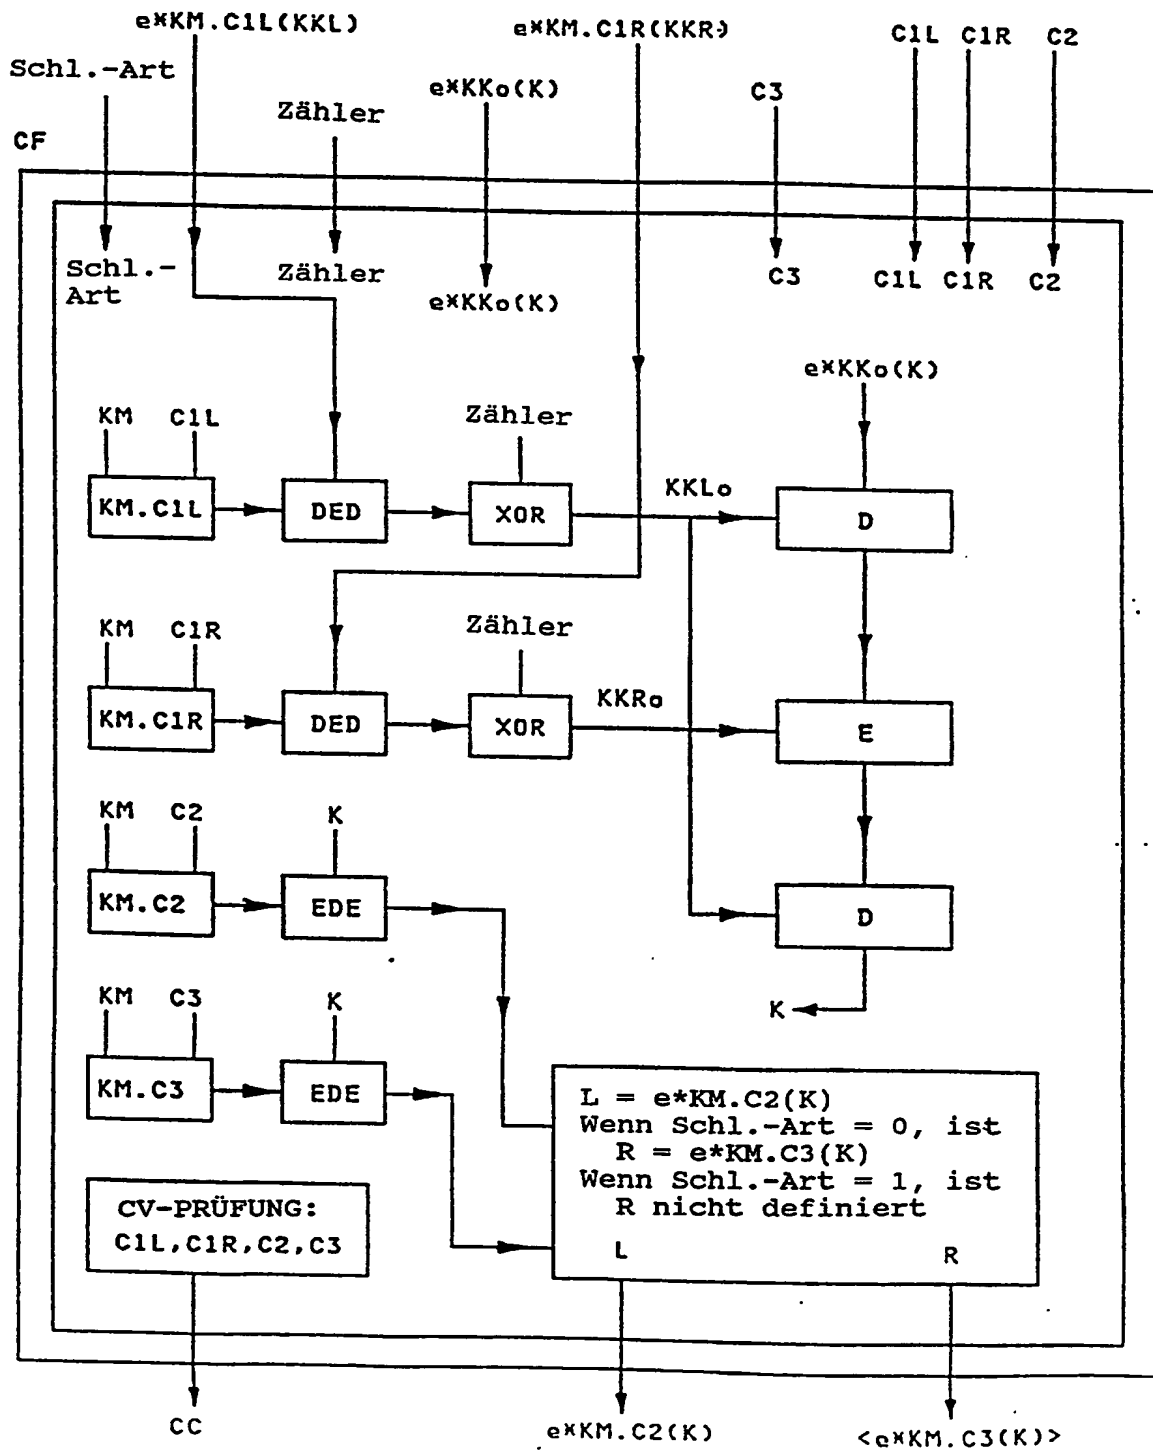 e*KM.C1L(KKL)
e*KM.C1R(KKR)
C1L C1R C2
Schl.-Art
e*KKo(K)
C3
Zähler
CF
Schl.-
Art
Zähler
e*KKo(K)
C3
C1L C1R C2
e*KKo(K)
KM C1L
Zähler
KM.C1L
DED
XOR
KKLo
D
KM C1R
Zähler
KM.C1R
DED
XOR
KKRo
E
KM C2
K
KM.C2
EDE
D
KM C3
K
K
KM.C3
EDE
L = e*KM.C2(K)
Wenn Schl.-Art = 0, ist
R = e*KM.C3(K)
Wenn Schl.-Art = 1, ist
R nicht definiert
L R
CV-PRÜFUNG:
C1L,C1R,C2,C3
CC
e*KM.C2(K)
<e*KM.C3(K)>